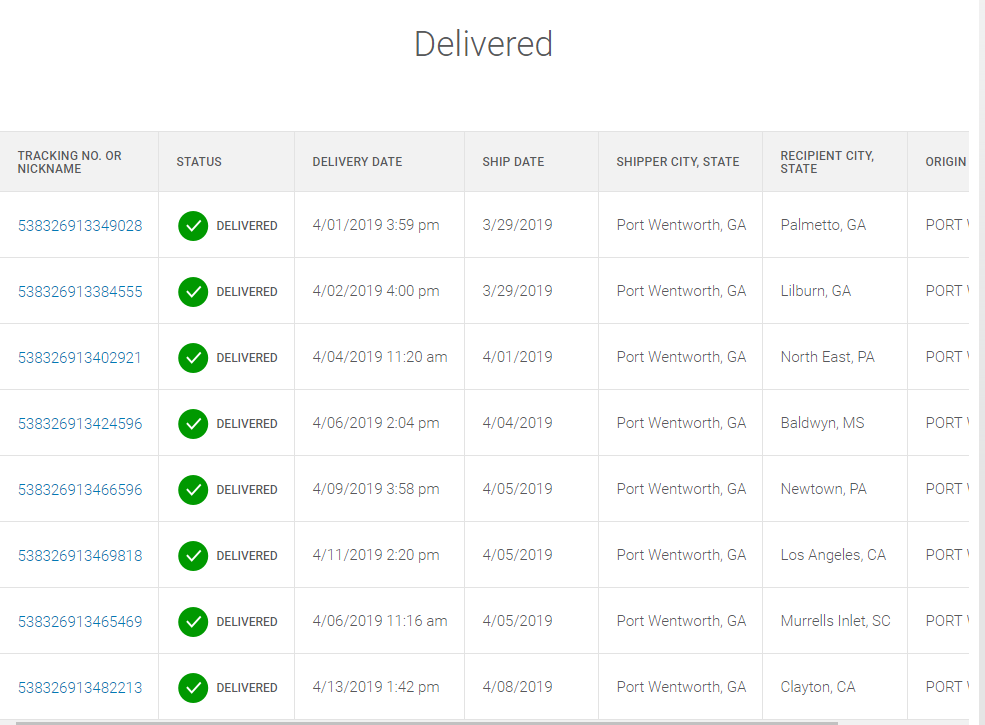 Delivered
TRACKING NO. OR NICKNAME STATUS DELIVERY DATE SHIP DATE SHIPPER CITY, STATE RECIPIENT CITY, STATE ORIGIN
538326913349028 DELIVERED 4/01/2019 3:59 pm 3/29/2019 Port Wentworth, GA Palmetto, GA PORT
538326913384555 DELIVERED 4/02/2019 4:00 pm 3/29/2019 Port Wentworth, GA Lilburn, GA PORT
538326913402921 DELIVERED 4/04/2019 11:20 am 4/01/2019 Port Wentworth, GA North East, PA PORT
538326913424596 DELIVERED 4/06/2019 2:04 pm 4/04/2019 Port Wentworth, GA Baldwyn, MS PORT
538326913466596 DELIVERED 4/09/2019 3:58 pm 4/05/2019 Port Wentworth, GA Newtown, PA PORT
538326913469818 DELIVERED 4/11/2019 2:20 pm 4/05/2019 Port Wentworth, GA Los Angeles, CA PORT
538326913465469 DELIVERED 4/06/2019 11:16 am 4/05/2019 Port Wentworth, GA Murrells Inlet, SC PORT
538326913482213 DELIVERED 4/13/2019 1:42 pm 4/08/2019 Port Wentworth, GA Clayton, CA PORT